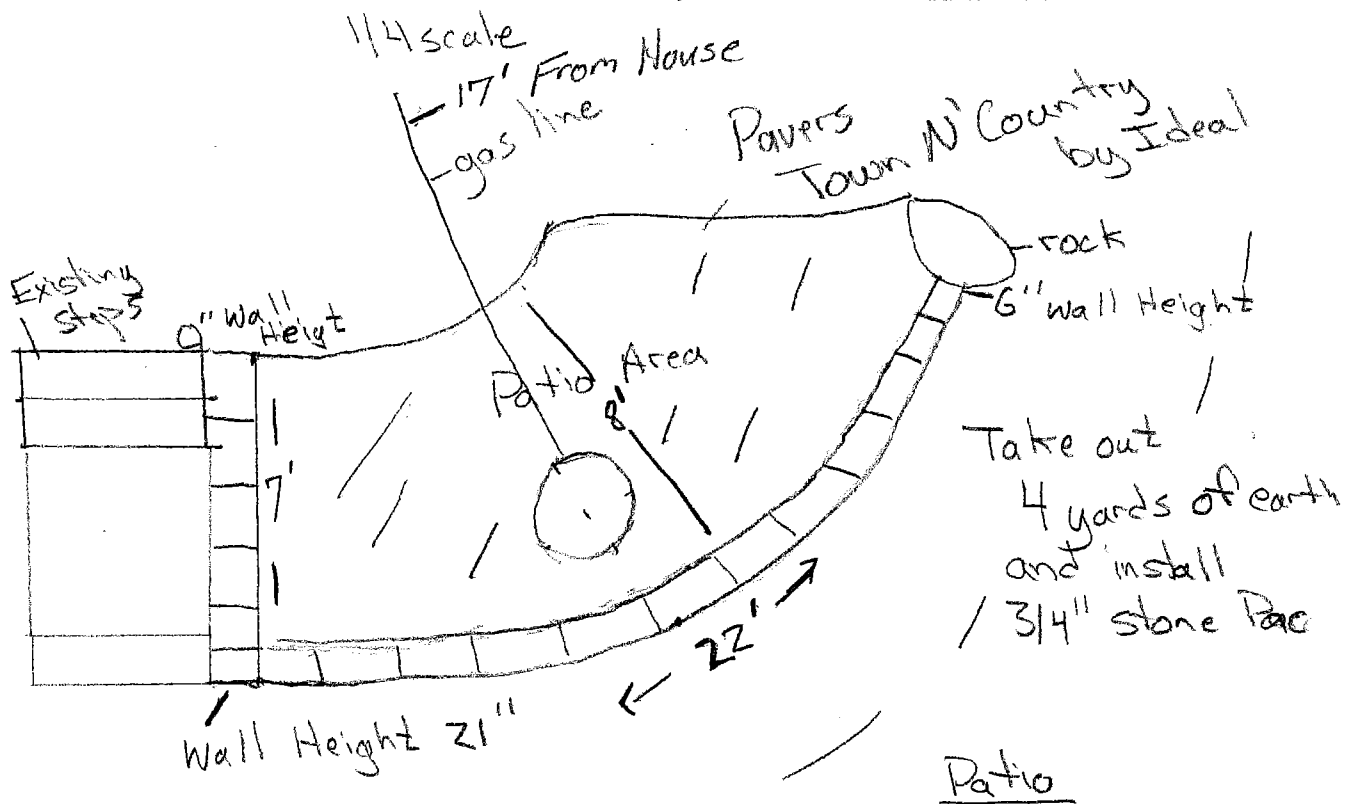 1/4 scale
17' From House
gas line
Pavers
Town N' Country
by Ideal
rock
6" Wall Height
Existing
steps
9" Wall
Heigt
Patio Area
8'
7'
22'
Wall Height 21"
Take out
4 yards of earth
and install
3/4" stone Pac
Patio